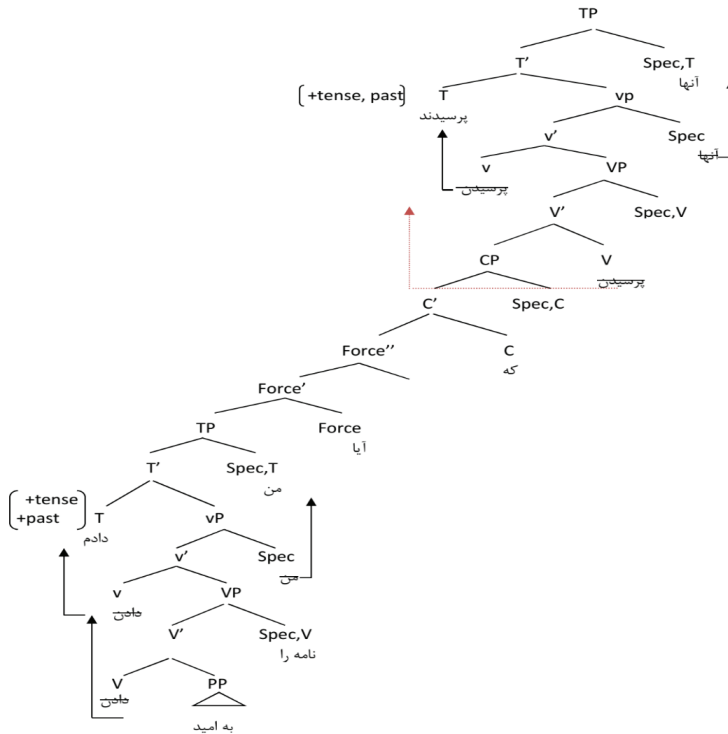 TP
T’ Spec,T
آنها
[+tense, past] T vp
پرسیدند
v’ Spec
آنها
v VP
پرسیدن
V’ Spec,V
CP V
پرسیدن
C’ Spec,C
Force’’ C
که
Force’
TP Force
آیا
T’ Spec,T
من
[+tense
+past] T vP
دادم
v’ Spec
من
v VP
دادن
V’ Spec,V
نامه را
V PP
دادن
به امید